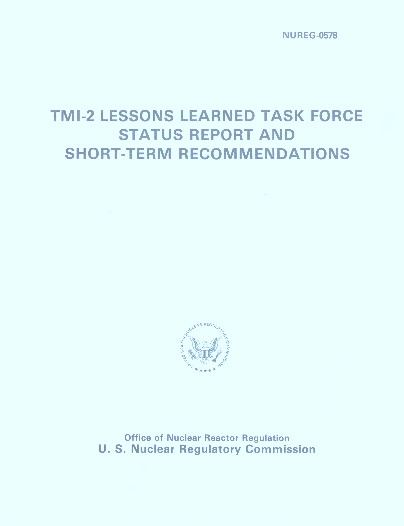 NUREG-0578
TMI-2 LESSONS LEARNED TASK FORCE
STATUS REPORT AND
SHORT-TERM RECOMMENDATIONS
Office of Nuclear Reactor Regulation
U. S. Nuclear Regulatory Commission